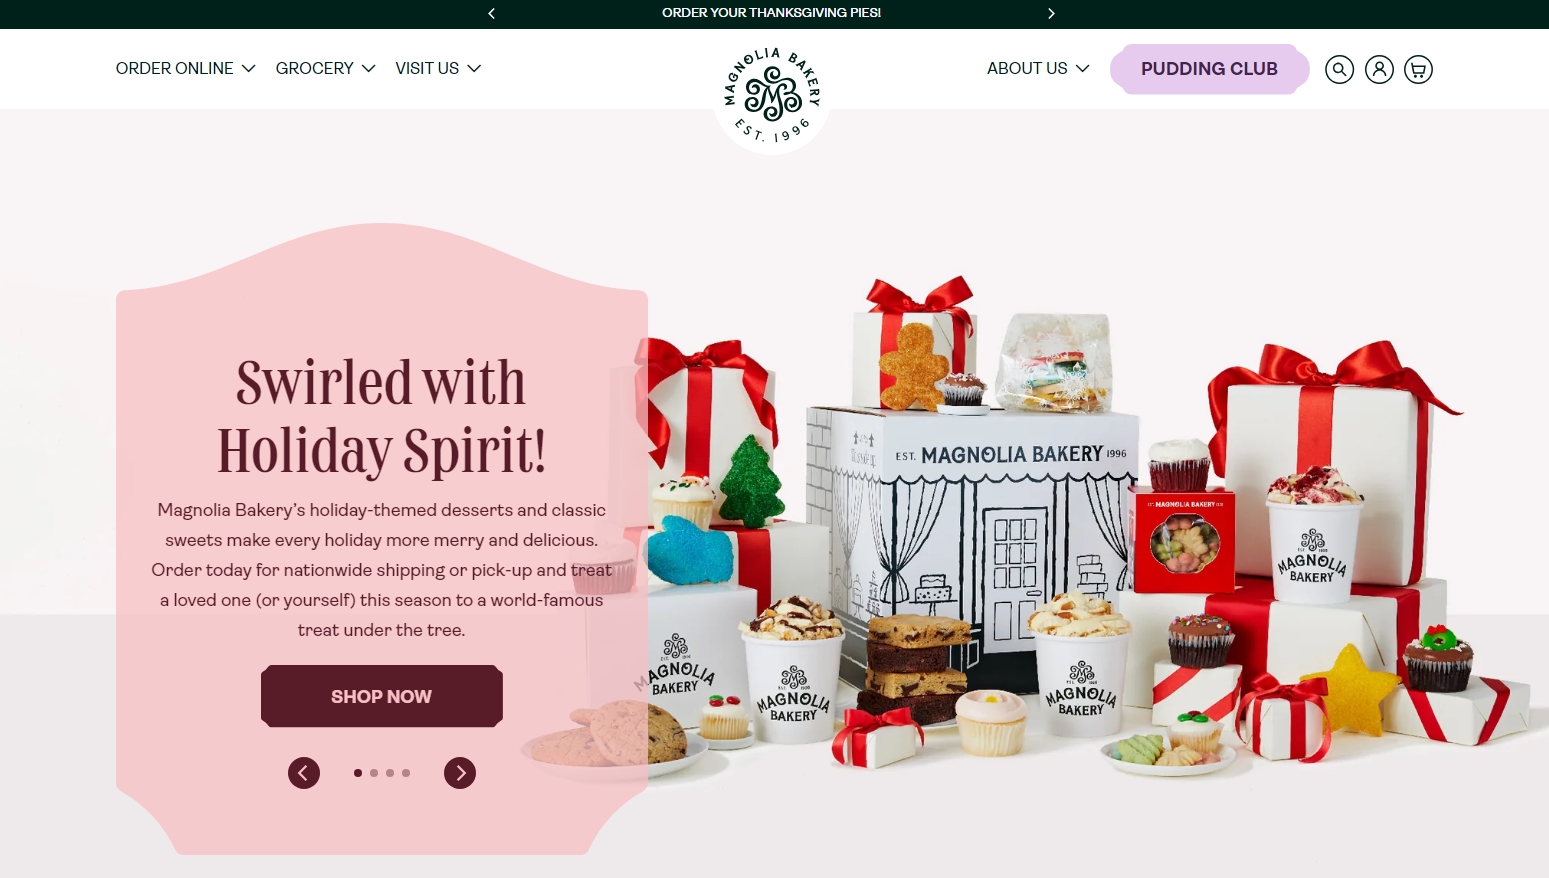 ORDER YOUR THANKSGIVING PIES!
ORDER ONLINE
GROCERY
VISIT US
MAGNOLIA BAKERY
EST. 1996
ABOUT US
PUDDING CLUB
Swirled with
Holiday Spirit!
Magnolia Bakery's holiday-themed desserts and classic
sweets make every holiday more merry and delicious.
Order today for nationwide shipping or pick-up and treat
a loved one (or yourself) this season to a world-famous
treat under the tree.
SHOP NOW
EST. MAGNOLIA BAKERY 1996
MAGNOLIA BAKERY
MAGNOLIA
BAKERY
MAGNOLIA
BAKERY
MAGNOLIA
BAKERY
MAGNOLIA
BAKERY